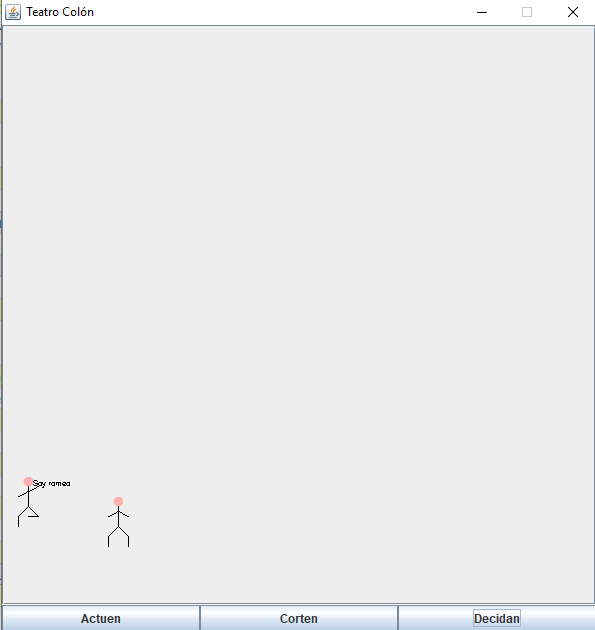 Teatro Colón
Soy romeo
Actuen
Corten
Decidan